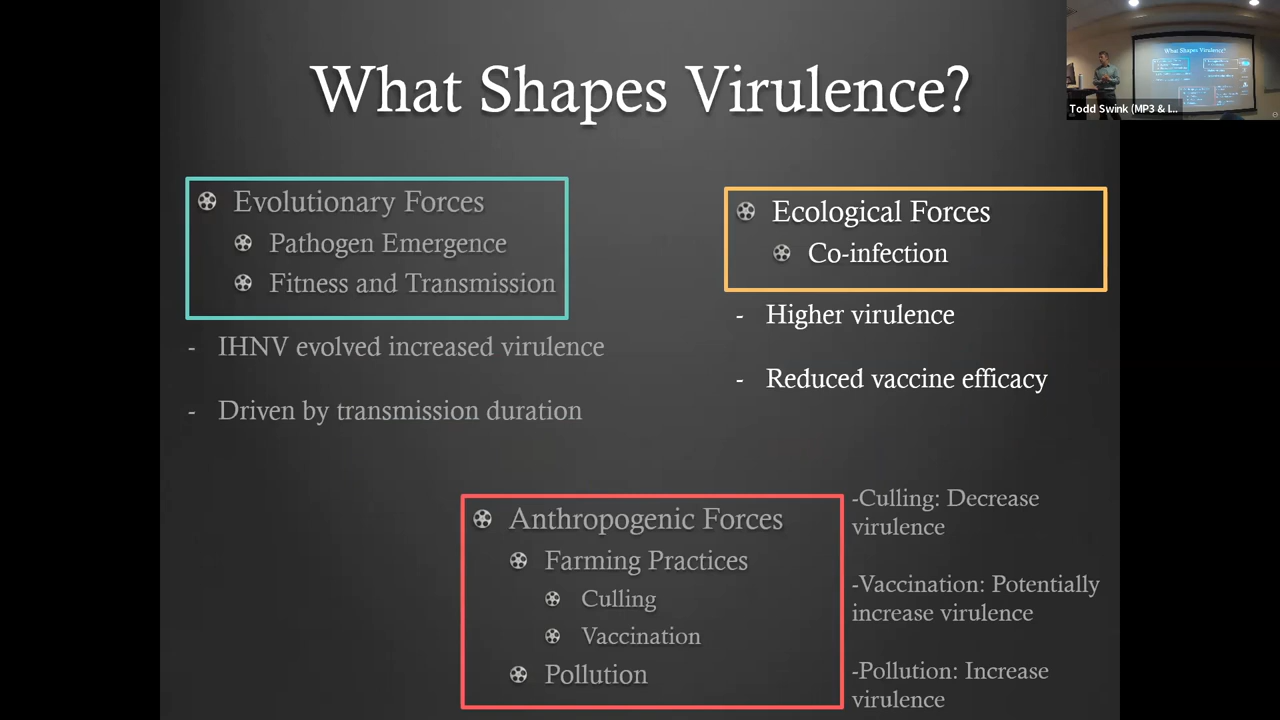 What Shapes Virulence?
Todd Swink (MP3 & I...
Evolutionary Forces
Pathogen Emergence
Fitness and Transmission
- IHNV evolved increased virulence
- Driven by transmission duration
Ecological Forces
Co-infection
- Higher virulence
- Reduced vaccine efficacy
Anthropogenic Forces
Farming Practices
Culling
Vaccination
Pollution
-Culling: Decrease
virulence
-Vaccination: Potentially
increase virulence
-Pollution: Increase
virulence